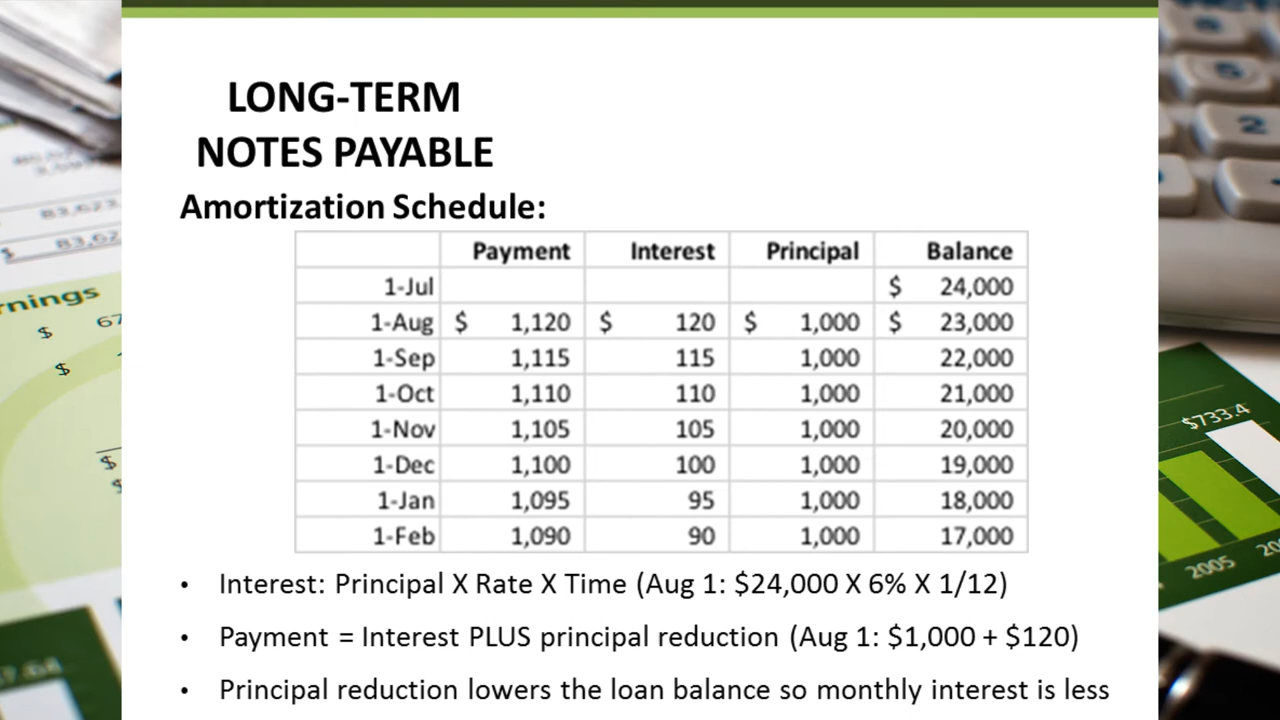 LONG-TERM
NOTES PAYABLE
Amortization Schedule:
Payment Interest Principal Balance
1-Jul $ 24,000
1-Aug $ 1,120 $ 120 $ 1,000 $ 23,000
1-Sep 1,115 115 1,000 22,000
1-Oct 1,110 110 1,000 21,000
1-Nov 1,105 105 1,000 20,000
1-Dec 1,100 100 1,000 19,000
1-Jan 1,095 95 1,000 18,000
1-Feb 1,090 90 1,000 17,000
• Interest: Principal X Rate X Time (Aug 1: $24,000 X 6% X 1/12)
• Payment = Interest PLUS principal reduction (Aug 1: $1,000 + $120)
• Principal reduction lowers the loan balance so monthly interest is less
$
$
$
$733.4
2005
2